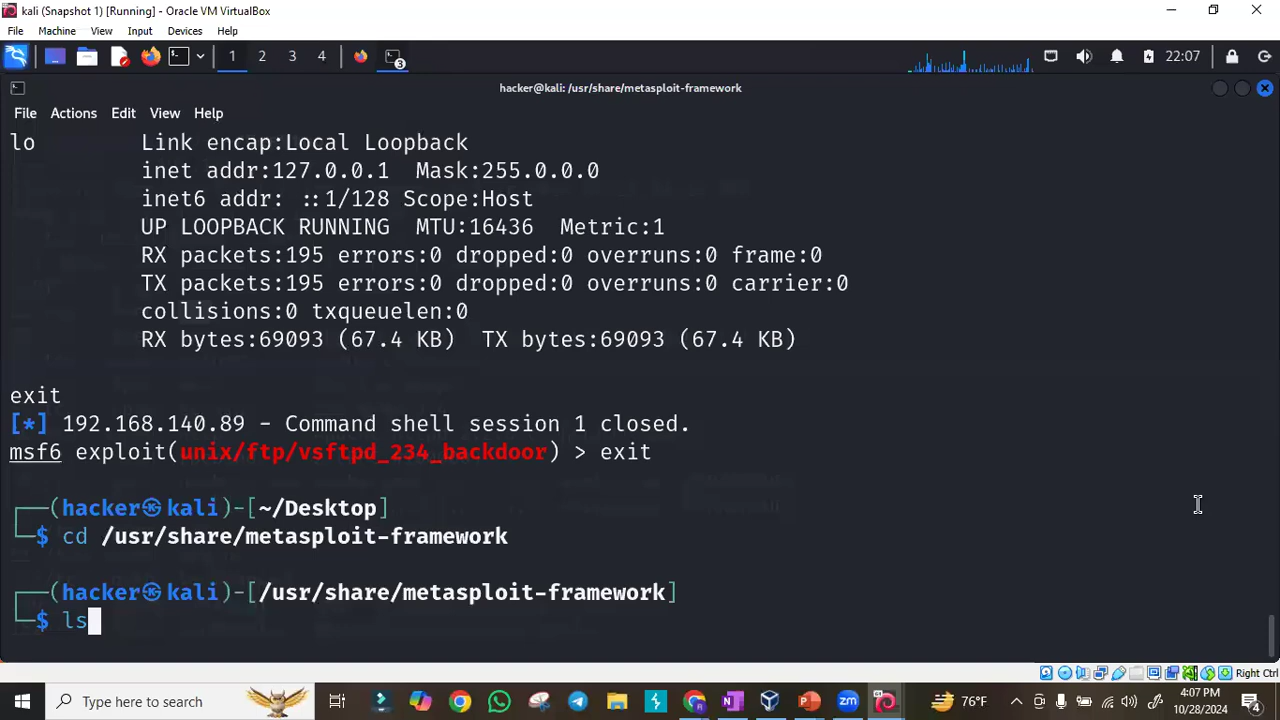 kali (Snapshot 1) [Running] - Oracle VM VirtualBox
File Machine View Input Devices Help
1 2 3 4 3 22:07
hacker@kali: /usr/share/metasploit-framework
File Actions Edit View Help
lo Link encap:Local Loopback
inet addr:127.0.0.1 Mask:255.0.0.0
inet6 addr: ::1/128 Scope:Host
UP LOOPBACK RUNNING MTU:16436 Metric:1
RX packets:195 errors:0 dropped:0 overruns:0 frame:0
TX packets:195 errors:0 dropped:0 overruns:0 carrier:0
collisions:0 txqueuelen:0
RX bytes:69093 (67.4 KB) TX bytes:69093 (67.4 KB)
exit
[*] 192.168.140.89 - Command shell session 1 closed.
msf6 exploit(unix/ftp/vsftpd_234_backdoor) > exit
┌──(hacker㉿kali)-[~/Desktop]
└─$ cd /usr/share/metasploit-framework
┌──(hacker㉿kali)-[/usr/share/metasploit-framework]
└─$ ls
Right Ctrl
Type here to search
76°F
4:07 PM
10/28/2024
4